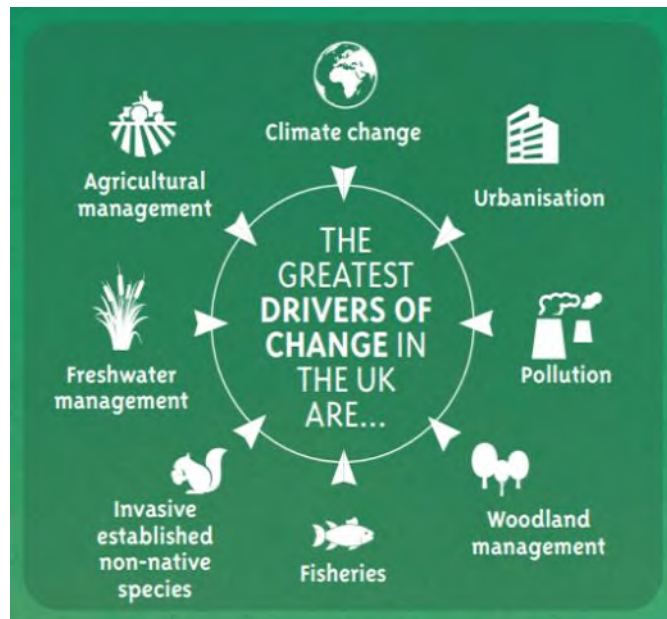 Climate change
Urbanisation
Pollution
Woodland
management
Fisheries
Invasive
established
non-native
species
Freshwater
management
Agricultural
management
THE
GREATEST
DRIVERS OF
CHANGE IN
THE UK
ARE...